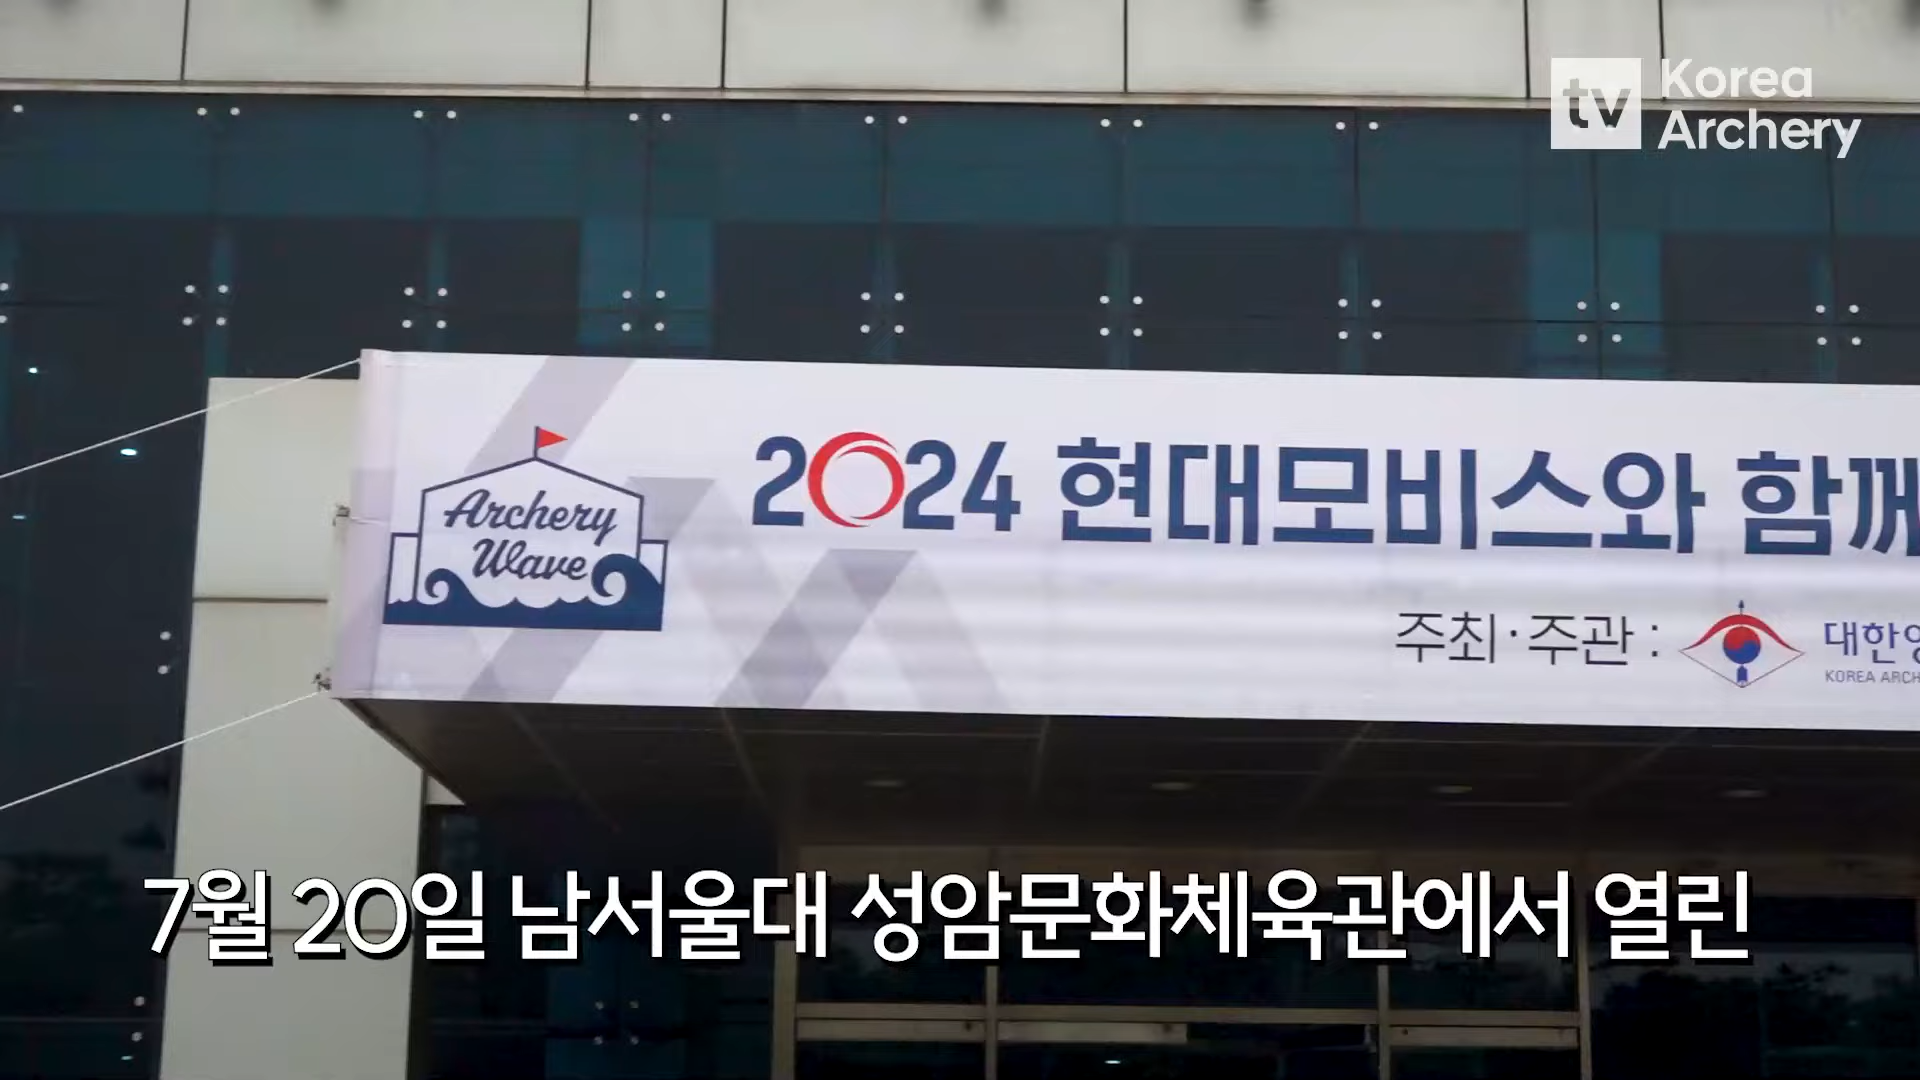 tv Korea
Archery
2024 현대모비스와 함께
Archery
Wave
주최·주관 :
KOREA
7월 20일 남서울대 성암문화체육관에서 열린